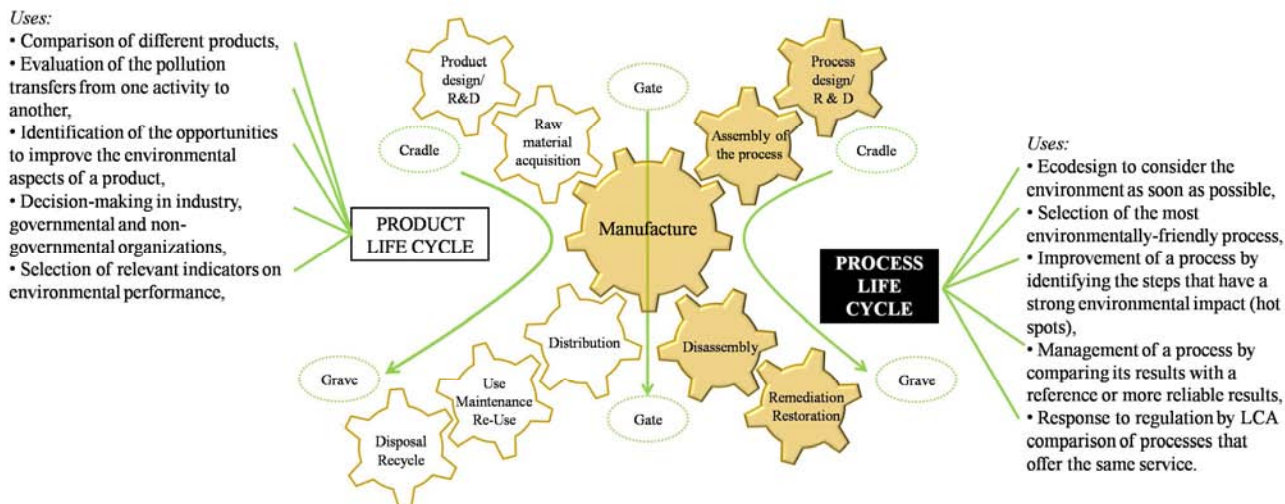 Uses:
• Comparison of different products,
• Evaluation of the pollution
transfers from one activity to
another,
• Identification of the opportunities
to improve the environmental
aspects of a product,
• Decision-making in industry,
governmental and non-
governmental organizations,
• Selection of relevant indicators on
environmental performance,
PRODUCT
LIFE CYCLE
Cradle
Grave
Product
design/
R&D
Raw
material
acquisition
Gate
Manufacture
Gate
Distribution
Use
Maintenance
Re-Use
Disposal
Recycle
Process
design/
R & D
Assembly of
the process
Disassembly
Remediation
Restoration
Cradle
Grave
PROCESS
LIFE
CYCLE
Uses:
• Ecodesign to consider the
environment as soon as possible,
• Selection of the most
environmentally-friendly process,
• Improvement of a process by
identifying the steps that have a
strong environmental impact (hot
spots),
• Management of a process by
comparing its results with a
reference or more reliable results,
• Response to regulation by LCA
comparison of processes that
offer the same service.